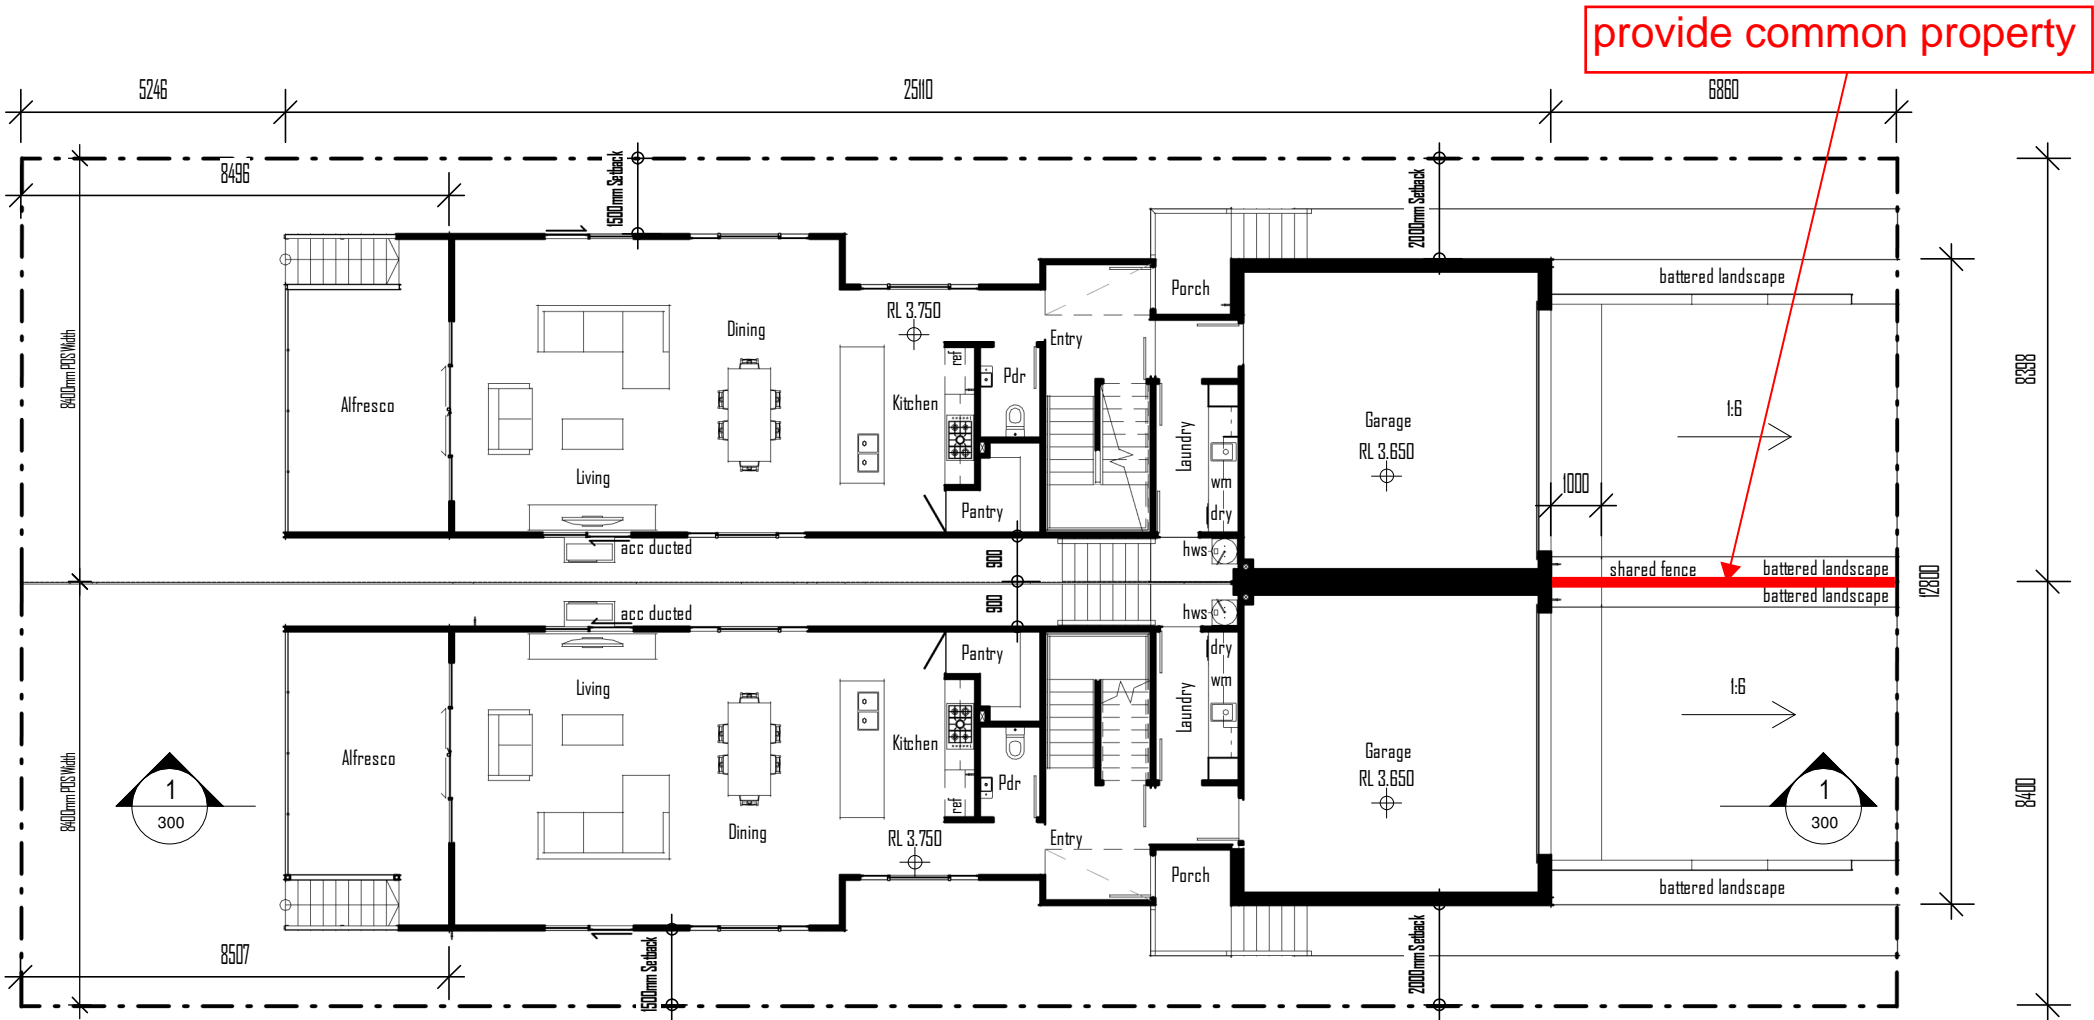 provide common property
5246
25110
6860
8496
1500mm Setback
2000mm Setback
battered landscape
Porch
RL 3.750
Dining
Entry
ref
Pdr
8400mm POS Width
8398
Alfresco
Kitchen
1:6
Garage
RL 3.650
Laundry
Living
wm
1000
Pantry
dry
acc ducted
hws
900
shared fence
battered landscape
12800
battered landscape
900
acc ducted
hws
Pantry
dry
Living
wm
1:6
Laundry
Kitchen
Garage
RL 3.650
Alfresco
Pdr
1
300
1
300
8400mm POS Width
8400
ref
Dining
RL 3.750
Entry
Porch
battered landscape
8507
1500mm Setback
2000mm Setback